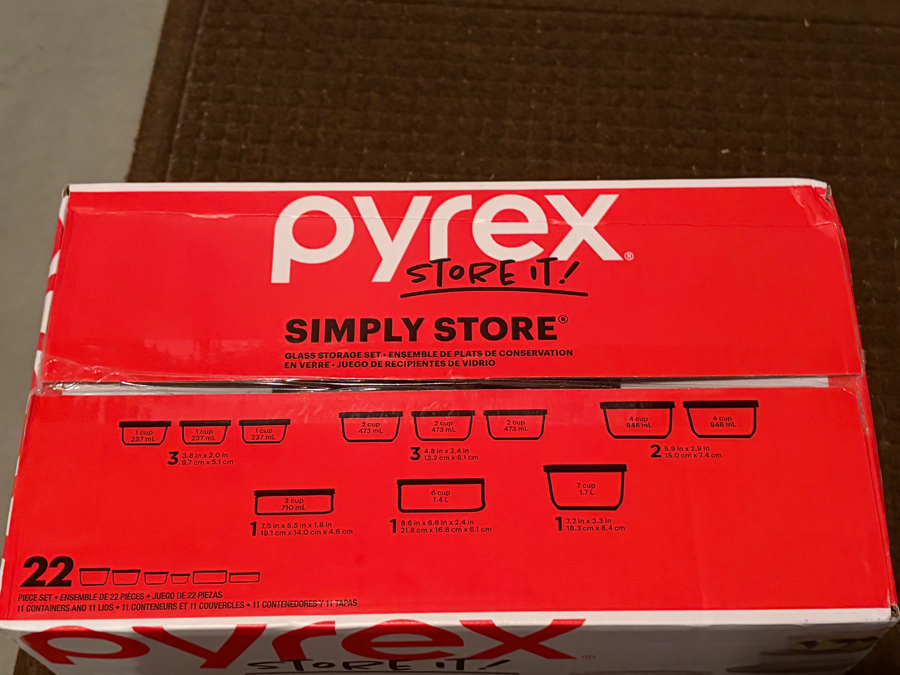 pyrex®
STORE IT!
SIMPLY STORE®
GLASS STORAGE SET • ENSEMBLE DE PLATS DE CONSERVATION
EN VERRE • JUEGO DE RECIPIENTES DE VIDRIO
1 cup
237 mL
1 cup
237 mL
1 cup
237 mL
3 3.8 in x 2.0 in
9.7 cm x 5.1 cm
2 cup
473 mL
2 cup
473 mL
2 cup
473 mL
3 4.8 in x 2.4 in
12.2 cm x 6.1 cm
4 cup
946 mL
4 cup
946 mL
2 5.9 in x 2.9 in
15.0 cm x 7.4 cm
3 cup
710 mL
1 7.5 in x 5.5 in x 1.8 in
19.1 cm x 14.0 cm x 4.6 cm
6 cup
1.4 L
1 8.6 in x 6.6 in x 2.4 in
21.8 cm x 16.8 cm x 6.1 cm
7 cup
1.7 L
1 7.2 in x 3.3 in
18.3 cm x 8.4 cm
22
PIECE SET • ENSEMBLE DE 22 PIÈCES • JUEGO DE 22 PIEZAS
11 CONTAINERS AND 11 LIDS • 11 CONTENEURS ET 11 COUVERCLES • 11 CONTENEDORES Y 11 TAPAS
pyrex®
STORE IT!